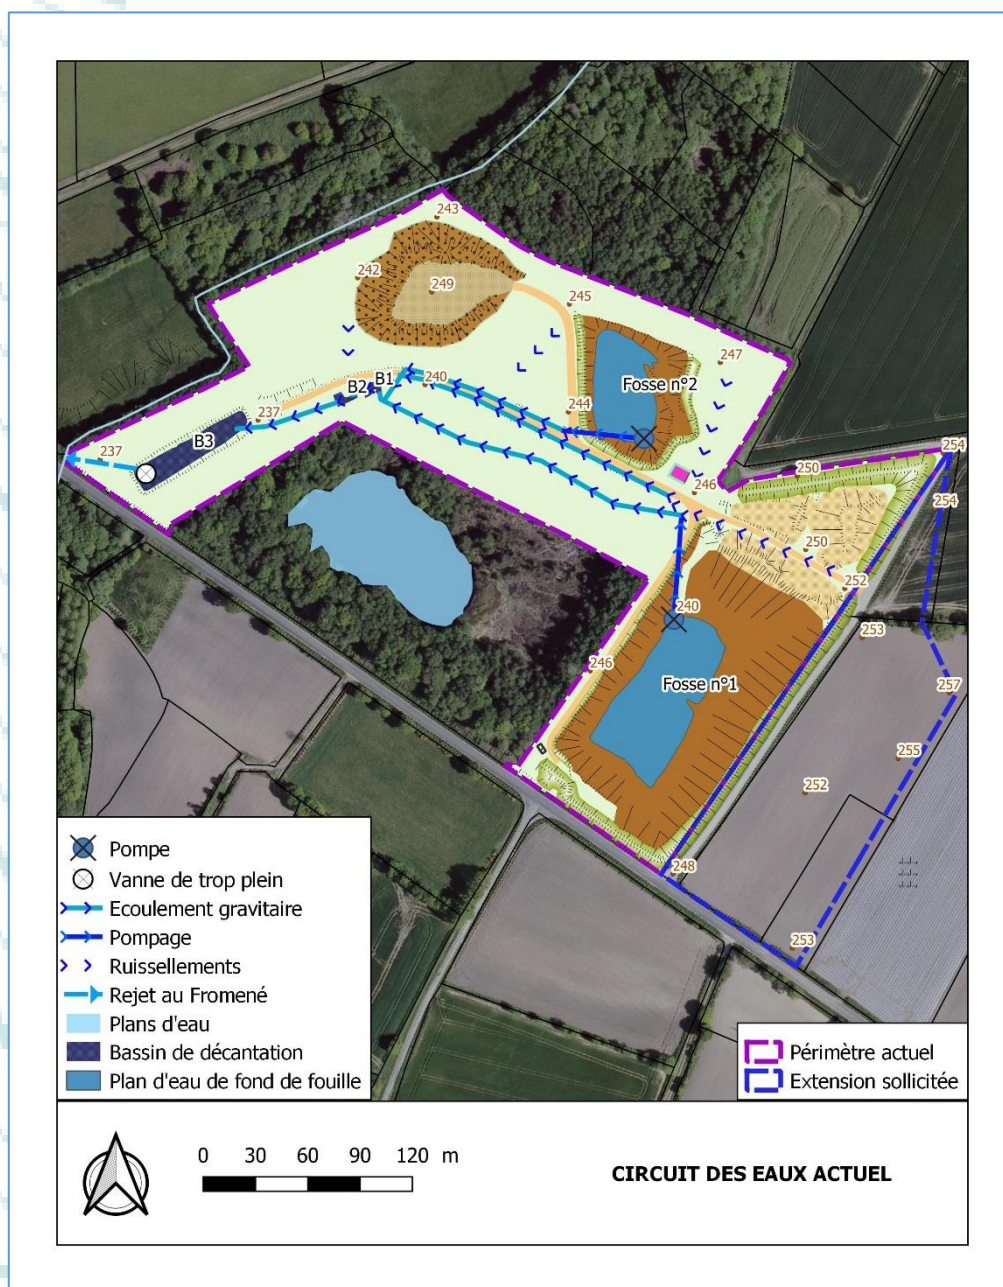 243
242
249
245
247
B1
B2
240
Fosse n°2
237
244
B3
237
254
250
246
254
250
252
240
253
246
Fosse n°1
257
255
252
248
253
Pompe
Vanne de trop plein
Ecoulement gravitaire
Pompage
Ruissellements
Rejet au Fromené
Plans d'eau
Bassin de décantation
Plan d'eau de fond de fouille
Périmètre actuel
Extension sollicitée
0 30 60 90 120 m
CIRCUIT DES EAUX ACTUEL